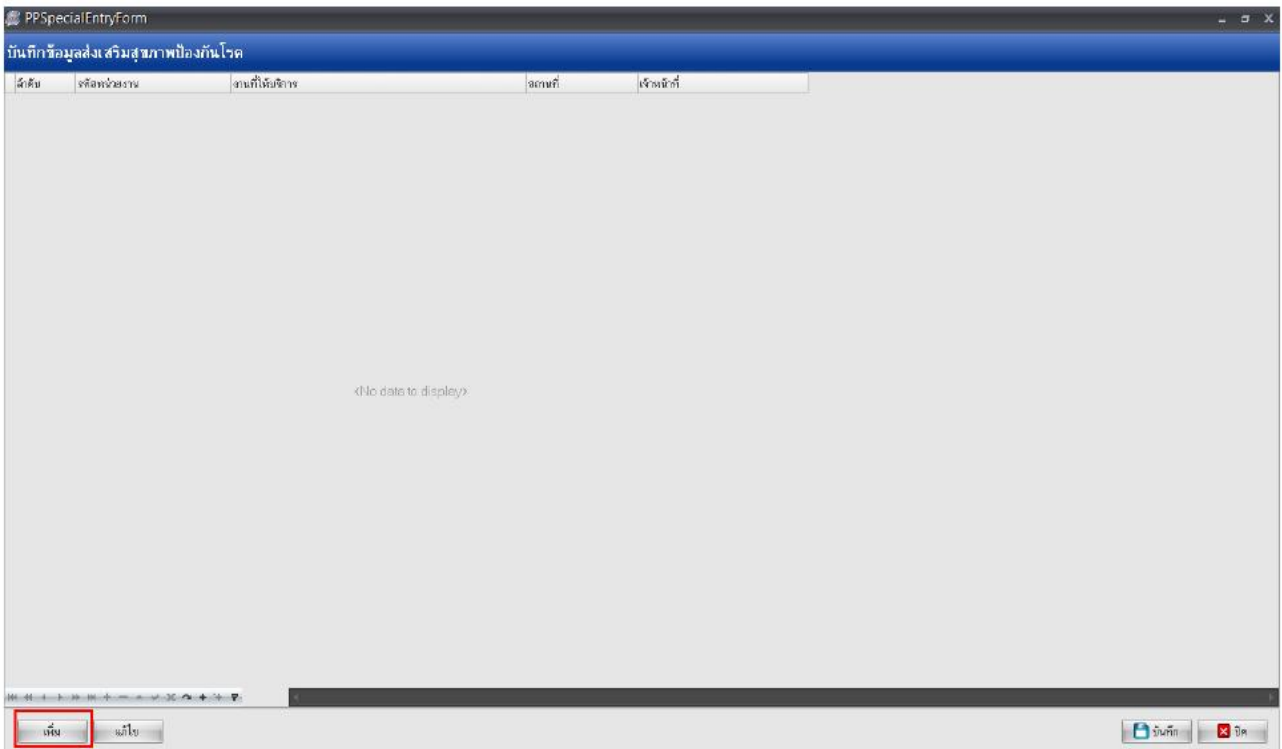 PPSpecialEntryForm
บันทึกข้อมูลส่งเสริมสุขภาพป้องกันโรค
ลำดับ รหัสหน่วยงาน งานที่ให้บริการ สถานที่ เจ้าหน้าที่
<No data to display>
เพิ่ม แก้ไข บันทึก ปิด